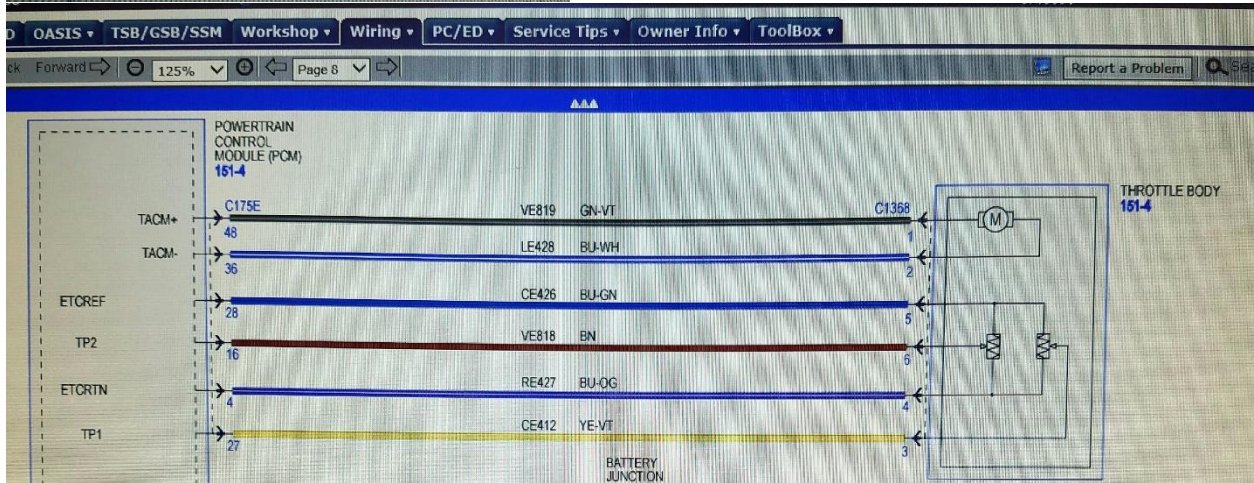 D OASIS ▾ TSB/GSB/SSM Workshop ▾ Wiring ▾ PC/ED ▾ Service Tips ▾ Owner Info ▾ ToolBox ▾
ck Forward 125% Page 8 Report a Problem Sea
POWERTRAIN
CONTROL
MODULE (PCM)
151-4
THROTTLE BODY
151-4
C175E VE819 GN-VT C1368
TACM+ M
48 1
LE428 BU-WH
TACM-
36 2
CE426 BU-GN
ETCREF
28 5
VE818 BN
TP2
16 6
RE427 BU-OG
ETCRTN
4 4
CE412 YE-VT
TP1
27 3
BATTERY
JUNCTION